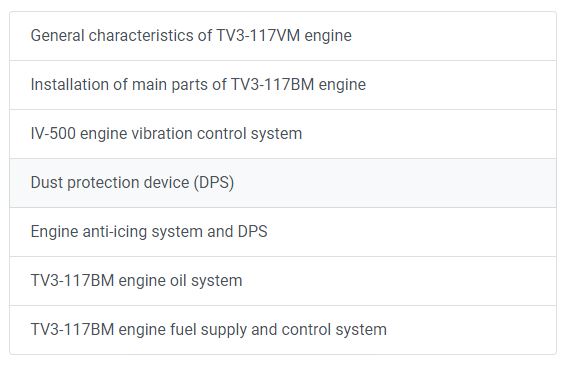 General characteristics of TV3-117VM engine
Installation of main parts of TV3-117BM engine
IV-500 engine vibration control system
Dust protection device (DPS)
Engine anti-icing system and DPS
TV3-117BM engine oil system
TV3-117BM engine fuel supply and control system